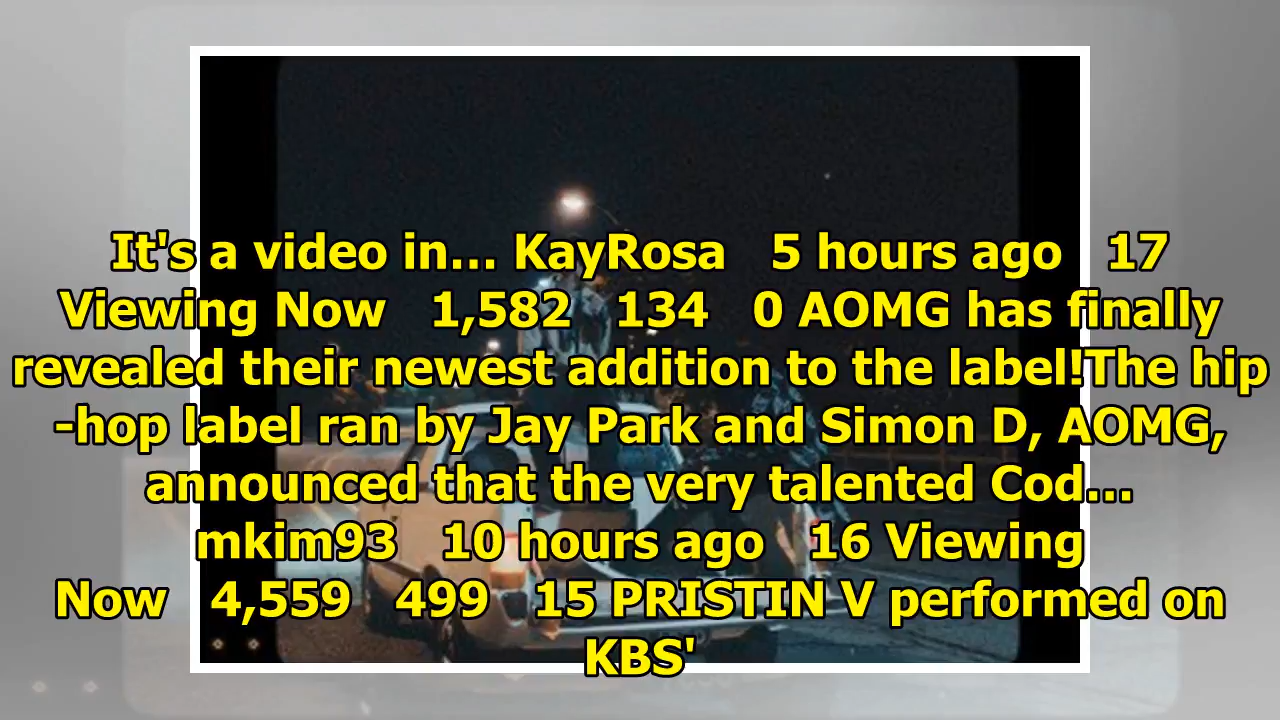 It's a video in... KayRosa 5 hours ago 17
Viewing Now 1,582 134 0 AOMG has finally
revealed their newest addition to the label!The hip
-hop label ran by Jay Park and Simon D, AOMG,
announced that the very talented Cod...
mkim93 10 hours ago 16 Viewing
Now 4,559 499 15 PRISTIN V performed on
KBS'